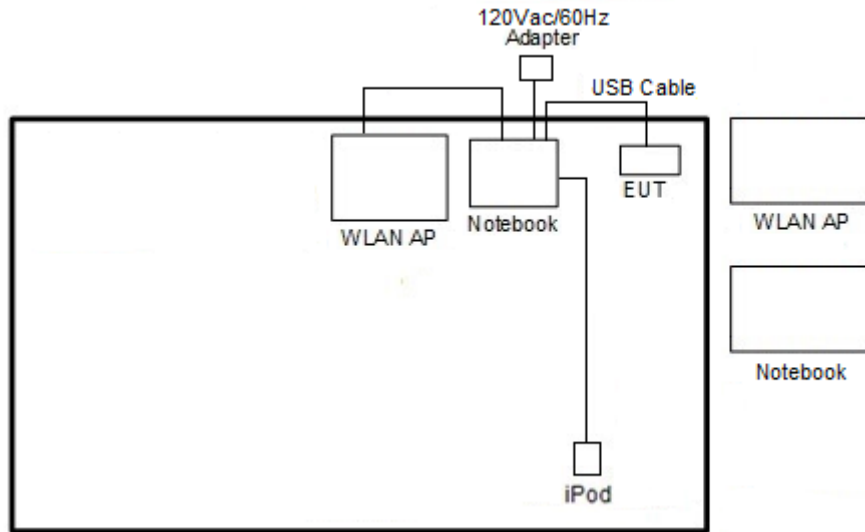 120Vac/60Hz
Adapter
USB Cable
WLAN AP
Notebook
EUT
WLAN AP
Notebook
iPod